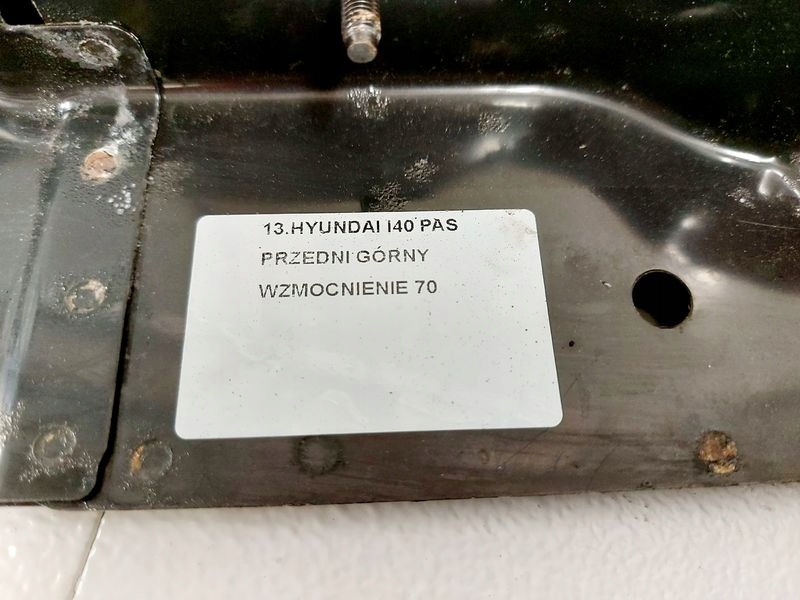 13.HYUNDAI I40 PAS
PRZEDNI GÓRNY
WZMOCNIENIE 70